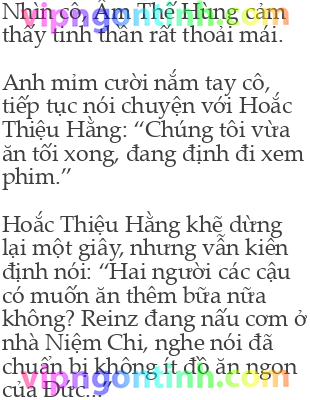 Nhìn cô, Âm Thế Hùng cảm
thấy tinh thần rất thoải mái.
Anh mỉm cười nắm tay cô,
tiếp tục nói chuyện với Hoắc
Thiệu Hằng: “Chúng tôi vừa
ăn tối xong, đang định đi xem
phim.”
Hoắc Thiệu Hằng khẽ dừng
lại một giây, nhưng vẫn kiên
định nói: “Hai người các cậu
có muốn ăn thêm bữa nữa
không? Reinz đang nấu cơm ở
nhà Niệm Chi, nghe nói đã
chuẩn bị không ít đồ ăn ngon
của Đức...”
vipngontinh.com
vipngontinh.com